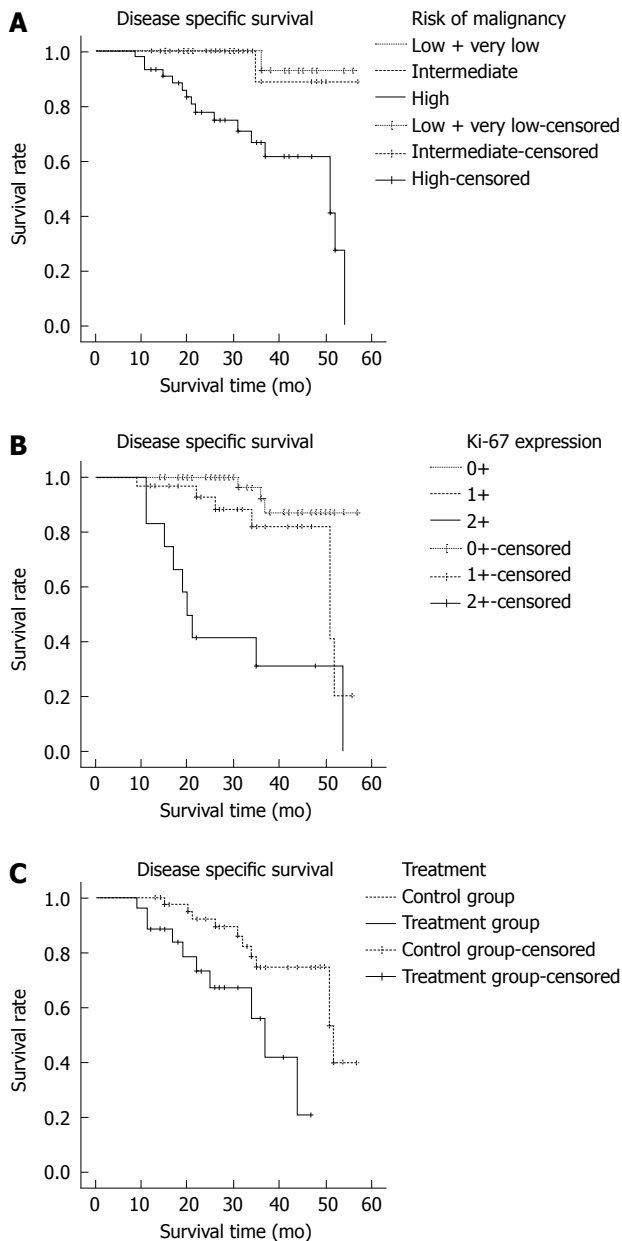 A
Disease specific survival
Risk of malignancy
Low + very low
Intermediate
High
Low + very low-censored
Intermediate-censored
High-censored
Survival rate
1.0
0.8
0.6
0.4
0.2
0.0
0 10 20 30 40 50 60
Survival time (mo)
B
Disease specific survival
Ki-67 expression
0+
1+
2+
0+-censored
1+-censored
2+-censored
Survival rate
1.0
0.8
0.6
0.4
0.2
0.0
0 10 20 30 40 50 60
Survival time (mo)
C
Disease specific survival
Treatment
Control group
Treatment group
Control group-censored
Treatment group-censored
Survival rate
1.0
0.8
0.6
0.4
0.2
0.0
0 10 20 30 40 50 60
Survival time (mo)